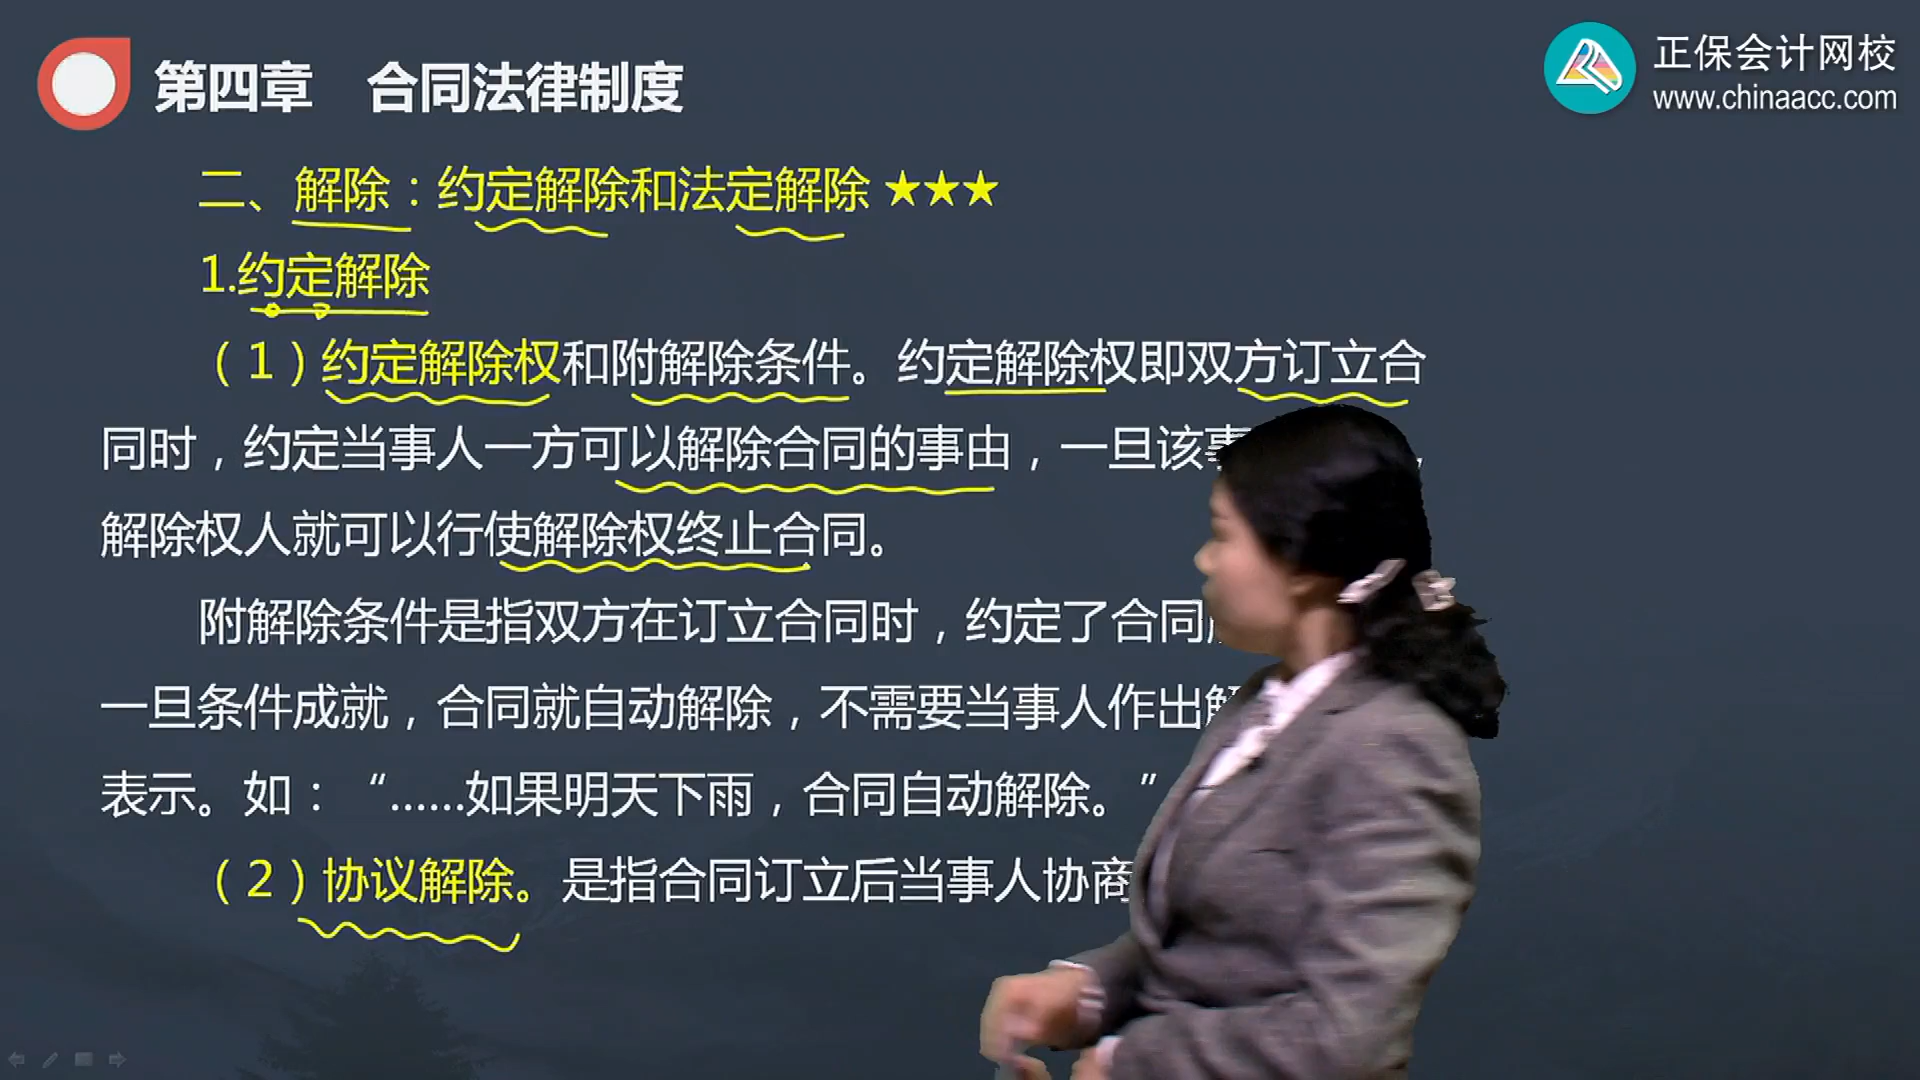 第四章 合同法律制度
正保会计网校
www.chinaacc.com
二、解除：约定解除和法定解除 ★★★
1.约定解除
（1）约定解除权和附解除条件。约定解除权即双方订立合
同时，约定当事人一方可以解除合同的事由，一旦该
解除权人就可以行使解除权终止合同。
附解除条件是指双方在订立合同时，约定了合同
一旦条件成就，合同就自动解除，不需要当事人作出
表示。如：“……如果明天下雨，合同自动解除。”
（2）协议解除。是指合同订立后当事人协商